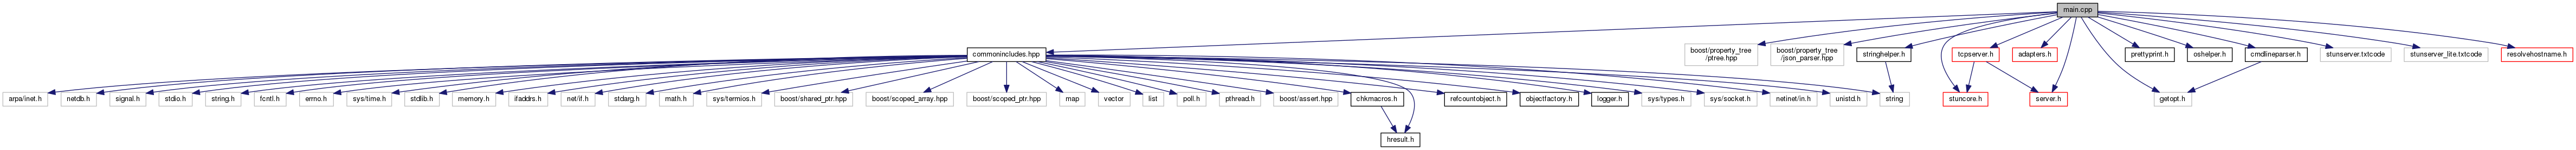 main.cpp
commonincludes.hpp
boost/property_tree
/ptree.hpp
boost/property_tree
/json_parser.hpp
stringhelper.h
tcpserver.h
adapters.h
prettyprint.h
oshelper.h
cmdlineparser.h
stunserver.txtcode
stunserver_lite.txtcode
resolvehostname.h
arpa/inet.h
netdb.h
signal.h
stdio.h
string.h
fcntl.h
errno.h
sys/time.h
stdlib.h
memory.h
ifaddrs.h
net/if.h
stdarg.h
math.h
sys/termios.h
boost/shared_ptr.hpp
boost/scoped_array.hpp
boost/scoped_ptr.hpp
map
vector
list
poll.h
pthread.h
boost/assert.hpp
chkmacros.h
refcountobject.h
objectfactory.h
logger.h
sys/types.h
sys/socket.h
netinet/in.h
unistd.h
string
stuncore.h
server.h
getopt.h
hresult.h